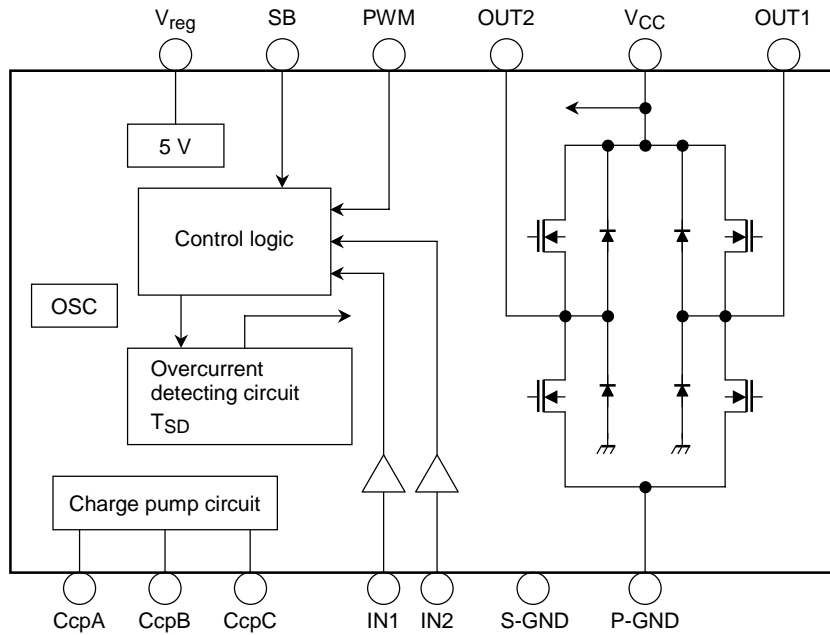 Vreg SB PWM OUT2 VCC OUT1
5 V
Control logic
OSC
Overcurrent
detecting circuit
TSD
Charge pump circuit
CcpA CcpB CcpC IN1 IN2 S-GND P-GND